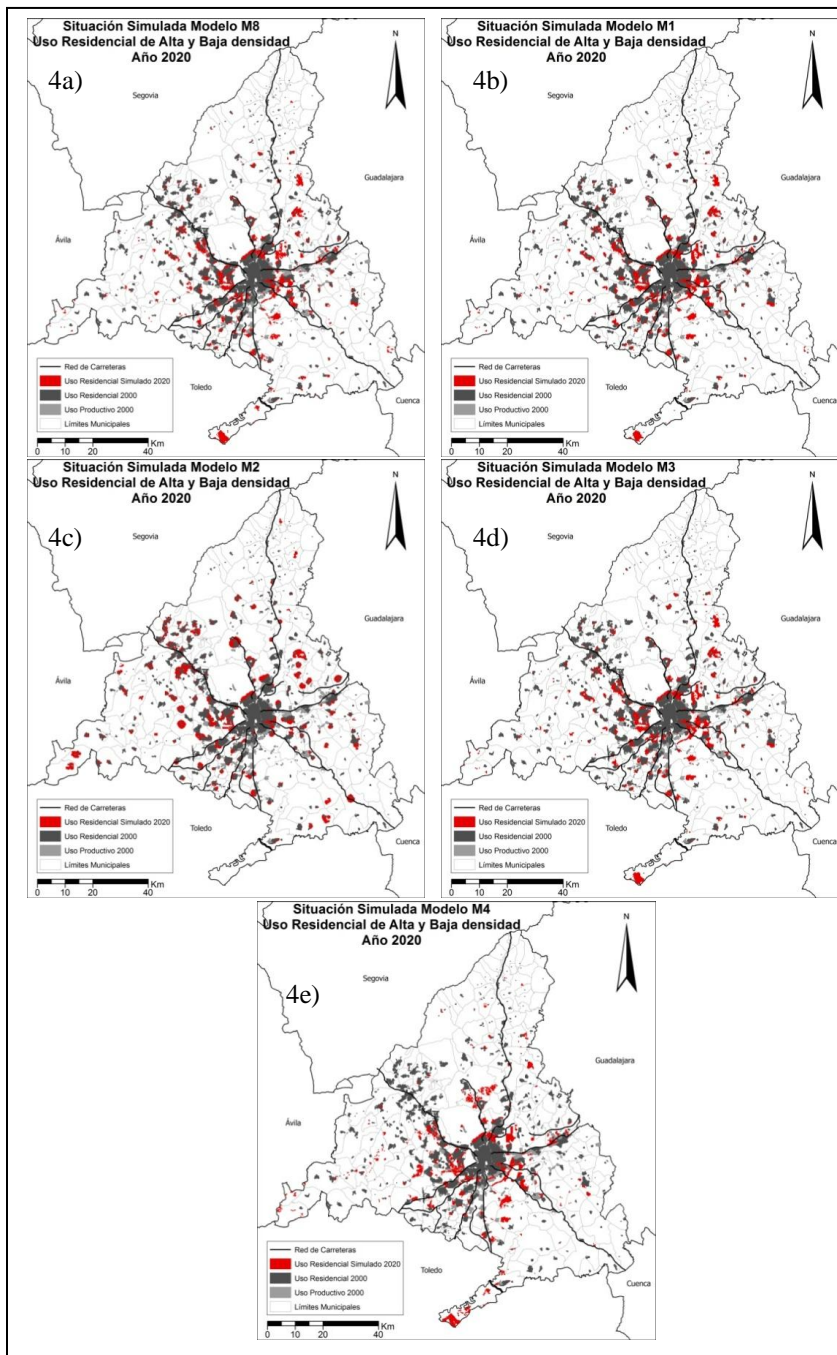 Situación Simulada Modelo M8
Uso Residencial de Alta y Baja densidad
Año 2020
4a)
N
Segovia
Guadalajara
Ávila
Toledo
Cuenca
Red de Carreteras
Uso Residencial Simulado 2020
Uso Residencial 2000
Uso Productivo 2000
Límites Municipales
0 10 20 40 Km
Situación Simulada Modelo M1
Uso Residencial de Alta y Baja densidad
Año 2020
4b)
N
Segovia
Guadalajara
Ávila
Toledo
Cuenca
Red de Carreteras
Uso Residencial Simulado 2020
Uso Residencial 2000
Uso Productivo 2000
Límites Municipales
0 10 20 40 Km
Situación Simulada Modelo M2
Uso Residencial de Alta y Baja densidad
Año 2020
4c)
N
Segovia
Guadalajara
Ávila
Toledo
Cuenca
Red de Carreteras
Uso Residencial Simulado 2020
Uso Residencial 2000
Uso Productivo 2000
Límites Municipales
0 10 20 40 Km
Situación Simulada Modelo M3
Uso Residencial de Alta y Baja densidad
Año 2020
4d)
N
Segovia
Guadalajara
Ávila
Toledo
Cuenca
Red de Carreteras
Uso Residencial Simulado 2020
Uso Residencial 2000
Uso Productivo 2000
Límites Municipales
0 10 20 40 Km
Situación Simulada Modelo M4
Uso Residencial de Alta y Baja densidad
Año 2020
4e)
N
Segovia
Guadalajara
Ávila
Toledo
Cuenca
Red de Carreteras
Uso Residencial Simulado 2020
Uso Residencial 2000
Uso Productivo 2000
Límites Municipales
0 10 20 40 Km